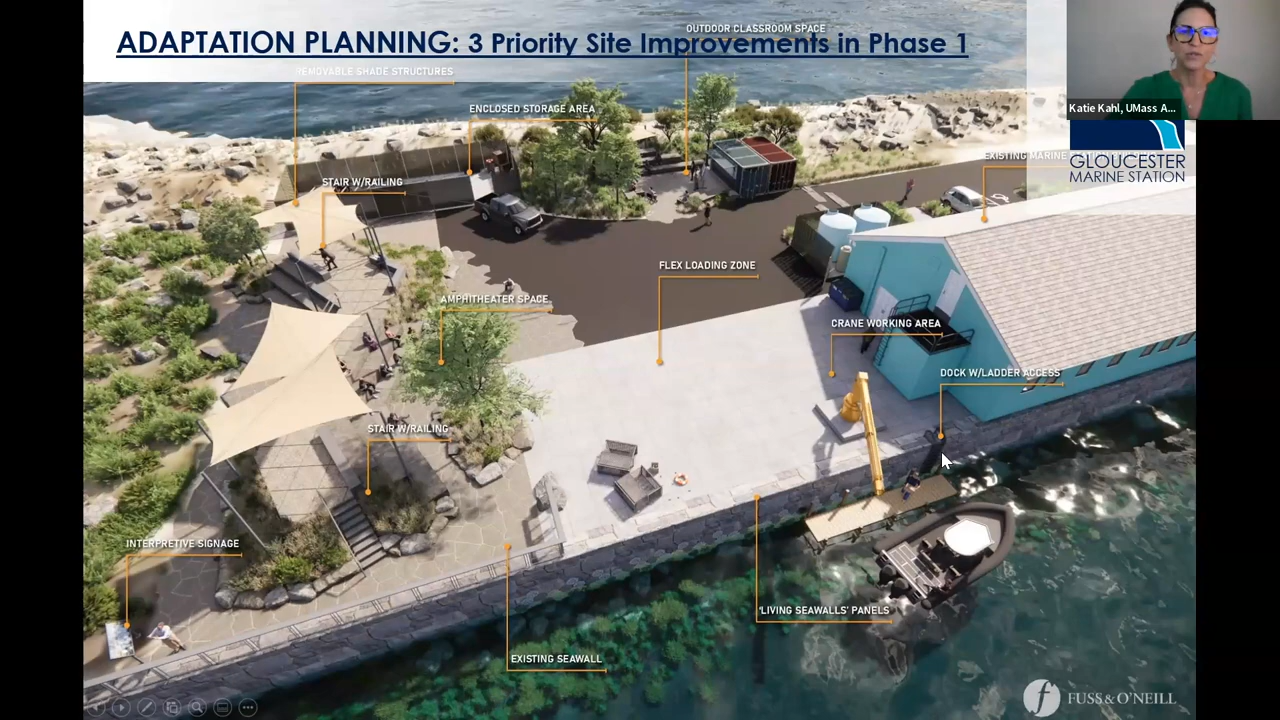 OUTDOOR CLASSROOM SPACE
ADAPTATION PLANNING: 3 Priority Site Improvements in Phase 1
REMOVABLE SHADE STRUCTURES
ENCLOSED STORAGE AREA
Katie Kahl, UMass A...
EXISTING MARINE
GLOUCESTER
MARINE STATION
STAIR W/RAILING
FLEX LOADING ZONE
AMPHITHEATER SPACE
CRANE WORKING AREA
DOCK W/LADDER ACCESS
STAIR W/RAILING
INTERPRETIVE SIGNAGE
'LIVING SEAWALLS' PANELS
EXISTING SEAWALL
f FUSS & O'NEILL